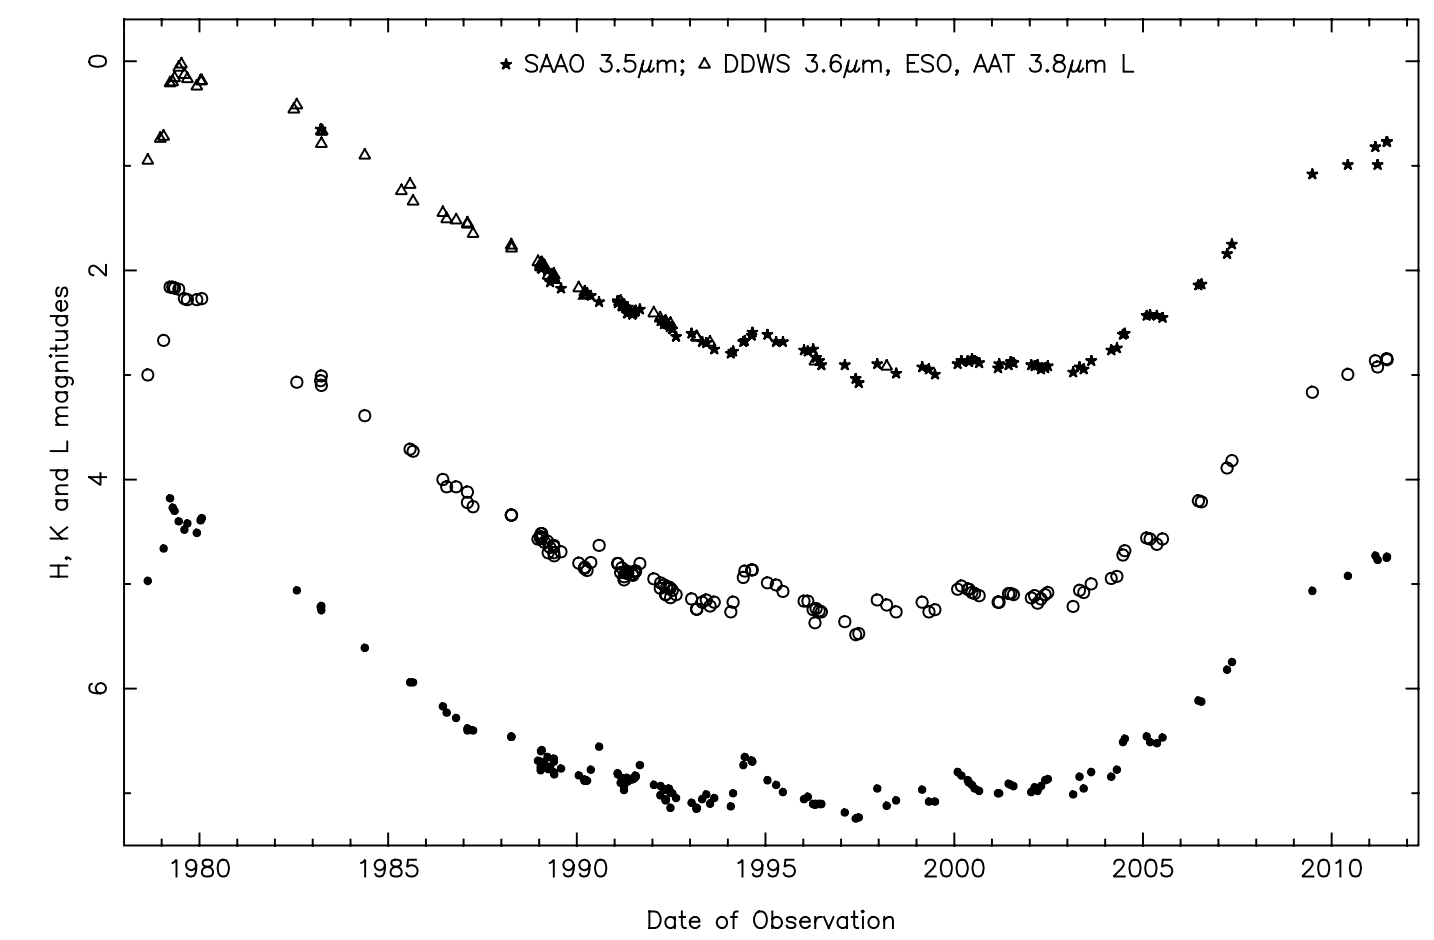 ★ SAAO 3.5μm; △ DDWS 3.6μm, ESO, AAT 3.8μm L
0
2
4
6
H, K and L magnitudes
1980 1985 1990 1995 2000 2005 2010
Date of Observation